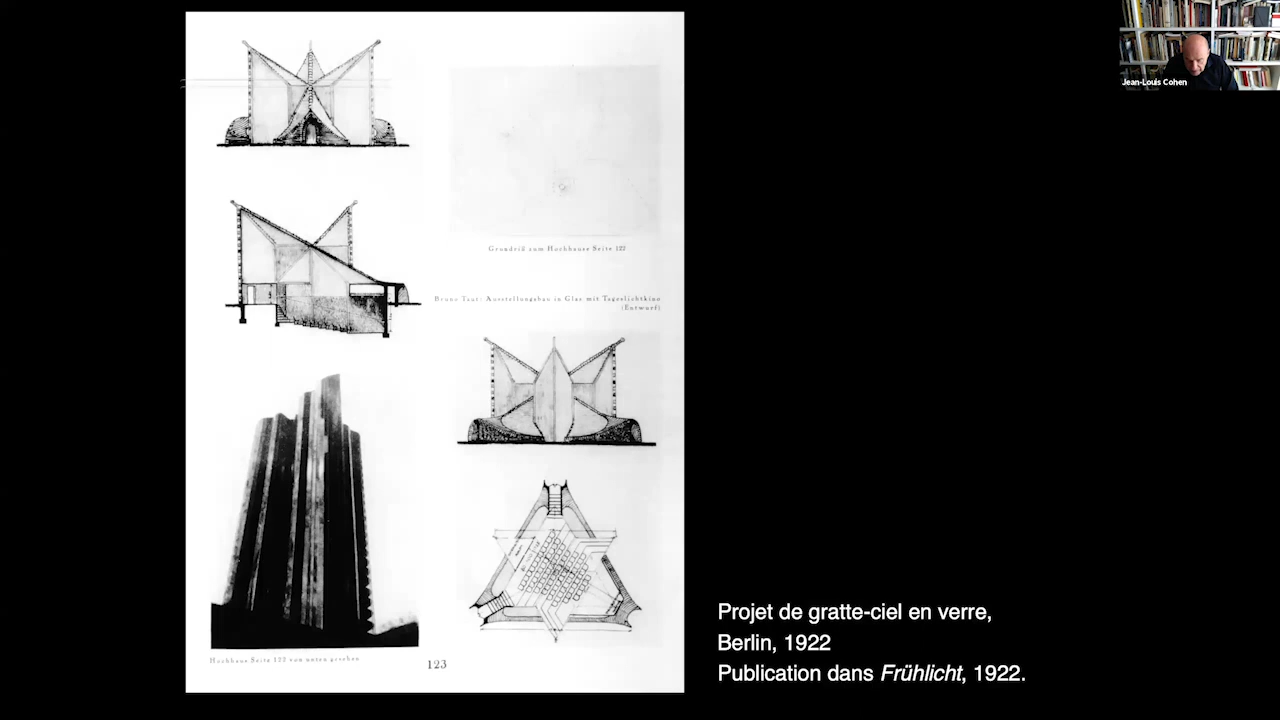 Jean-Louis Cohen
Grundriß zum Hochhause Seite 122
Bruno Taut: Ausstellungsbau in Glas mit Tageslichtkino
(Entwurf)
Hochhaus Seite 122 von unten gesehen
123
Projet de gratte-ciel en verre,
Berlin, 1922
Publication dans Frühlicht, 1922.